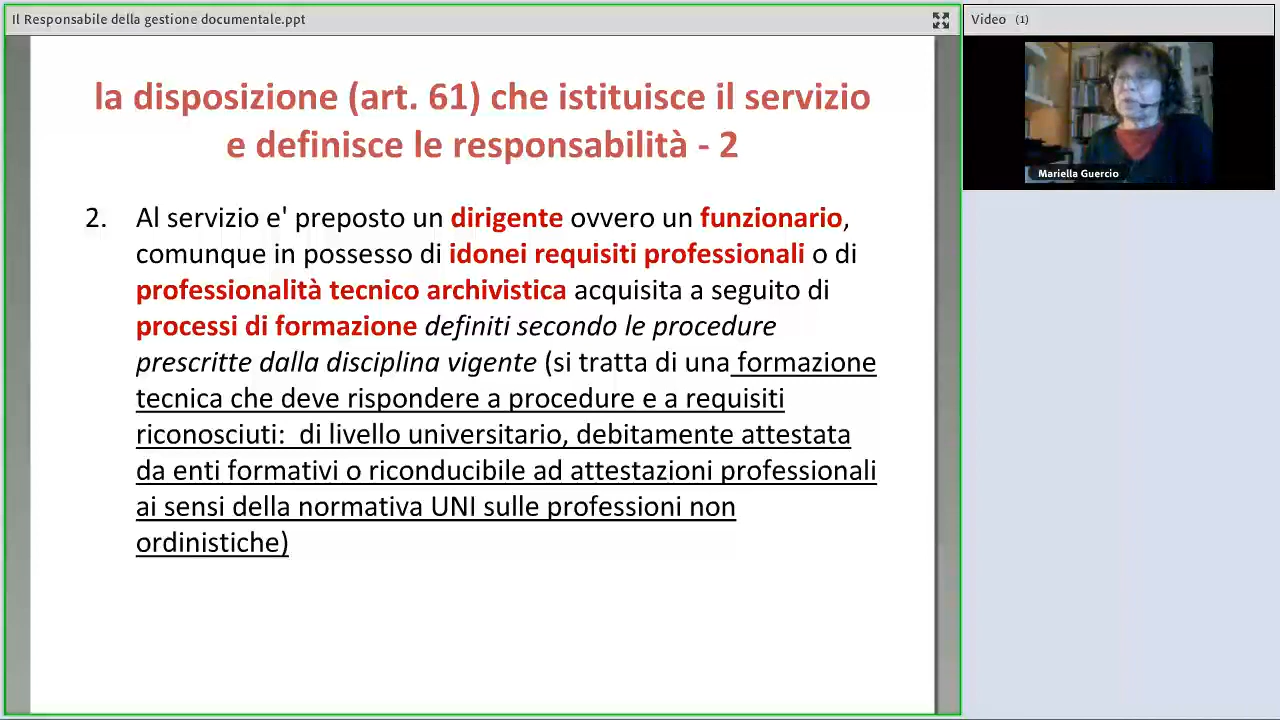 Il Responsabile della gestione documentale.ppt
Video (1)
Mariella Guercio
la disposizione (art. 61) che istituisce il servizio
e definisce le responsabilità - 2
2. Al servizio e' preposto un dirigente ovvero un funzionario,
comunque in possesso di idonei requisiti professionali o di
professionalità tecnico archivistica acquisita a seguito di
processi di formazione definiti secondo le procedure
prescritte dalla disciplina vigente (si tratta di una formazione
tecnica che deve rispondere a procedure e a requisiti
riconosciuti: di livello universitario, debitamente attestata
da enti formativi o riconducibile ad attestazioni professionali
ai sensi della normativa UNI sulle professioni non
ordinistiche)